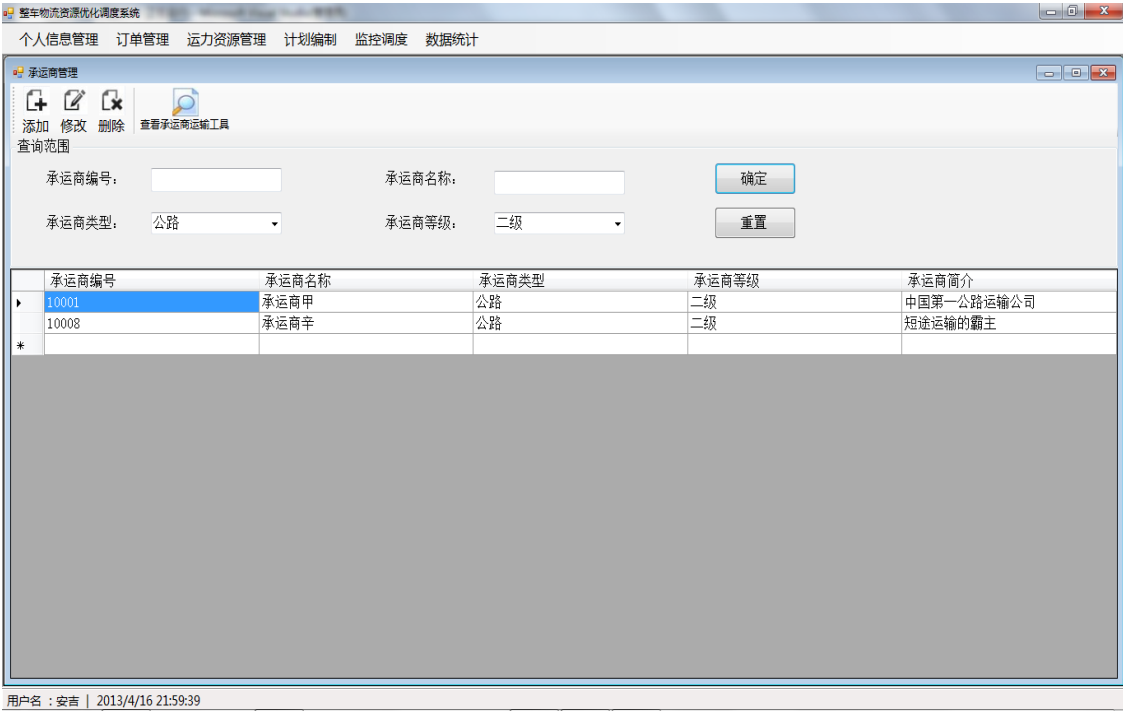 整车物流资源优化调度系统
个人信息管理 订单管理 运力资源管理 计划编制 监控调度 数据统计
承运商管理
添加 修改 删除 查看承运商运输工具
查询范围
承运商编号： 承运商名称： 确定
承运商类型： 公路 承运商等级： 二级 重置
承运商编号 承运商名称 承运商类型 承运商等级 承运商简介
10001 承运商甲 公路 二级 中国第一公路运输公司
10008 承运商辛 公路 二级 短途运输的霸主
用户名 ：安吉 | 2013/4/16 21:59:39